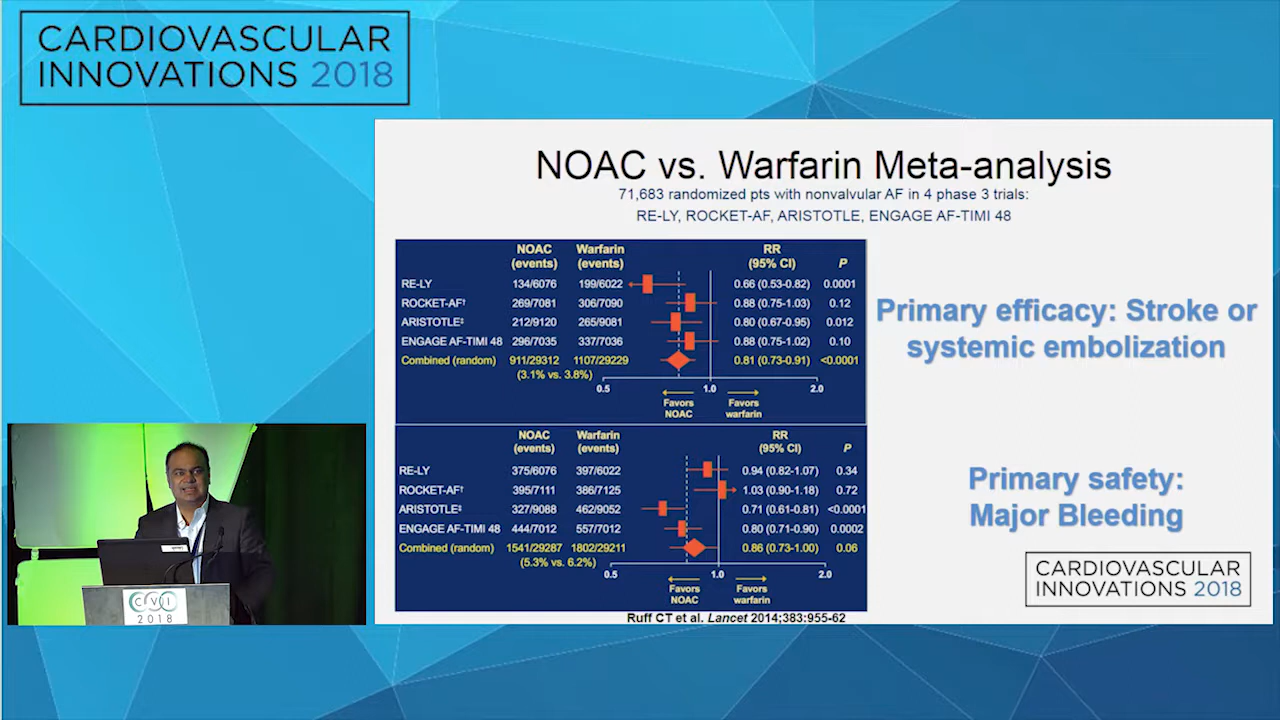 CARDIOVASCULAR
INNOVATIONS 2018
NOAC vs. Warfarin Meta-analysis
71,683 randomized pts with nonvalvular AF in 4 phase 3 trials:
RE-LY, ROCKET-AF, ARISTOTLE, ENGAGE AF-TIMI 48
NOAC Warfarin RR
(events) (events) (95% CI) P
RE-LY 134/6076 199/6022 0.66 (0.53-0.82) 0.0001
ROCKET-AF† 269/7081 306/7090 0.88 (0.75-1.03) 0.12
ARISTOTLE‡ 212/9120 265/9081 0.80 (0.67-0.95) 0.012
ENGAGE AF-TIMI 48 296/7035 337/7036 0.88 (0.75-1.02) 0.10
Combined (random) 911/29312 1107/29229 0.81 (0.73-0.91) <0.0001
(3.1% vs. 3.8%)
0.5 1.0 2.0
Favors Favors
NOAC warfarin
Primary efficacy: Stroke or
systemic embolization
NOAC Warfarin RR
(events) (events) (95% CI) P
RE-LY 375/6076 397/6022 0.94 (0.82-1.07) 0.34
ROCKET-AF† 395/7111 386/7125 1.03 (0.90-1.18) 0.72
ARISTOTLE‡ 327/9088 462/9052 0.71 (0.61-0.81) <0.0001
ENGAGE AF-TIMI 48 444/7012 557/7012 0.80 (0.71-0.90) 0.0002
Combined (random) 1541/29287 1802/29211 0.86 (0.73-1.00) 0.06
(5.3% vs. 6.2%)
0.5 1.0 2.0
Favors Favors
NOAC warfarin
Primary safety:
Major Bleeding
CARDIOVASCULAR
INNOVATIONS 2018
Ruff CT et al. Lancet 2014;383:955-62
CVI
2018